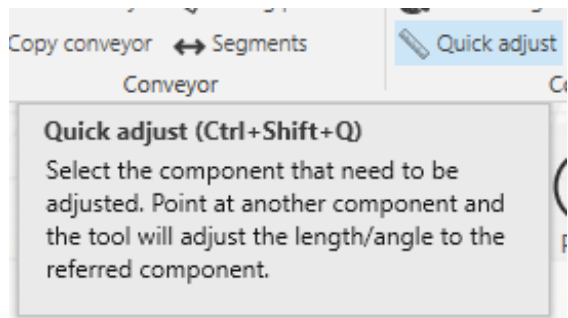 Copy conveyor
Segments
Quick adjust
Conveyor
Quick adjust (Ctrl+Shift+Q)
Select the component that need to be
adjusted. Point at another component and
the tool will adjust the length/angle to the
referred component.